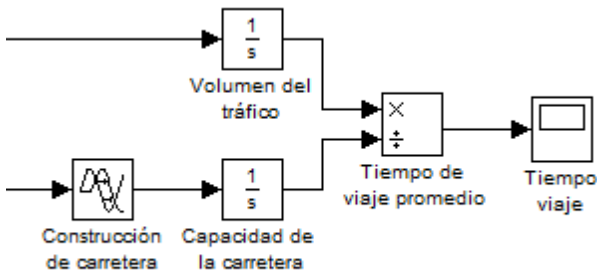 1
s
Volumen del
tráfico
×
÷
Tiempo de
viaje promedio
Tiempo
viaje
Construcción
de carretera
1
s
Capacidad de
la carretera